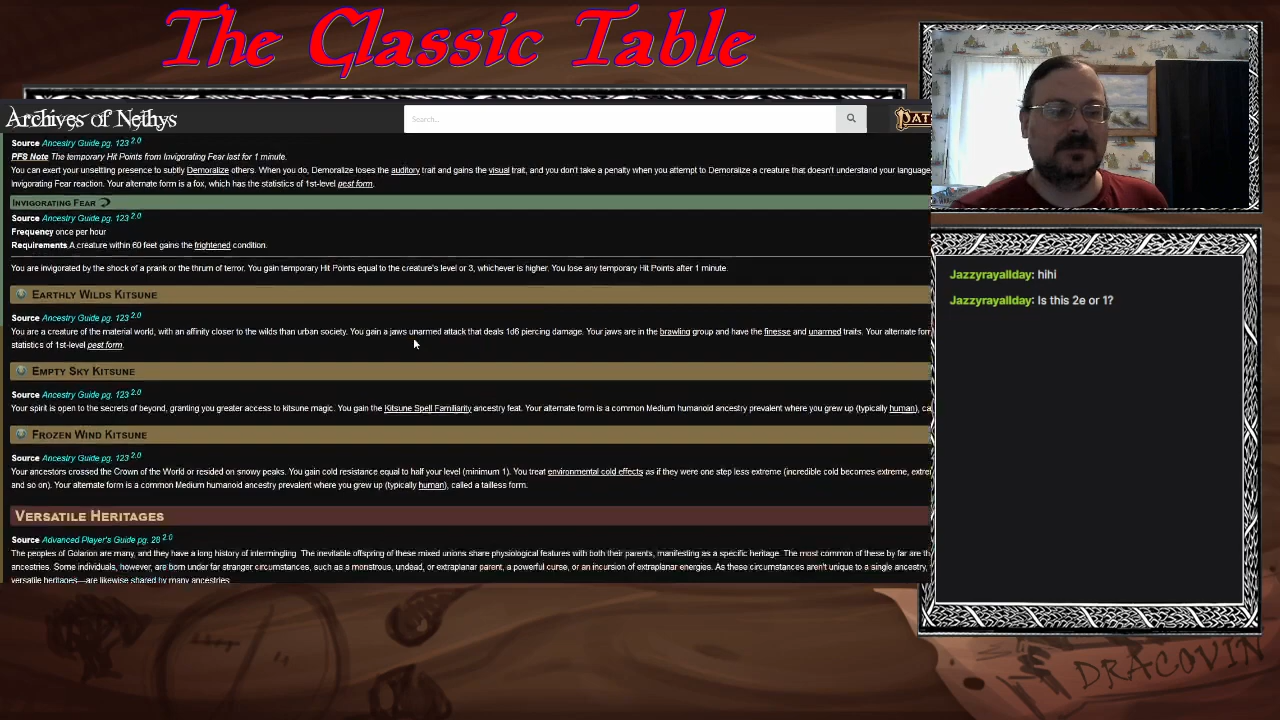 The Classic Table
Archives of Nethys
Search...
Source Ancestry Guide pg. 123 2.0
PFS Note The temporary Hit Points from Invigorating Fear last for 1 minute.
You can exert your unsettling presence to subtly Demoralize others. When you do, Demoralize loses the auditory trait and gains the visual trait, and you don't take a penalty when you attempt to Demoralize a creature that doesn't understand your language.
Invigorating Fear reaction. Your alternate form is a fox, which has the statistics of 1st-level pest form.
Invigorating Fear
Source Ancestry Guide pg. 123 2.0
Frequency once per hour
Requirements A creature within 60 feet gains the frightened condition.
You are invigorated by the shock of a prank or the thrum of terror. You gain temporary Hit Points equal to the creature's level or 3, whichever is higher. You lose any temporary Hit Points after 1 minute.
Earthly Wilds Kitsune
Source Ancestry Guide pg. 123 2.0
You are a creature of the material world, with an affinity closer to the wilds than urban society. You gain a jaws unarmed attack that deals 1d6 piercing damage. Your jaws are in the brawling group and have the finesse and unarmed traits. Your alternate
statistics of 1st-level pest form.
Empty Sky Kitsune
Source Ancestry Guide pg. 123 2.0
Your spirit is open to the secrets of beyond, granting you greater access to kitsune magic. You gain the Kitsune Spell Familiarity ancestry feat. Your alternate form is a common Medium humanoid ancestry prevalent where you grew up (typically human),
Frozen Wind Kitsune
Source Ancestry Guide pg. 123 2.0
Your ancestors crossed the Crown of the World or resided on snowy peaks. You gain cold resistance equal to half your level (minimum 1). You treat environmental cold effects as if they were one step less extreme (incredible cold becomes extreme,
and so on). Your alternate form is a common Medium humanoid ancestry prevalent where you grew up (typically human), called a tailless form.
Versatile Heritages
Source Advanced Player's Guide pg. 28 2.0
The peoples of Golarion are many, and they have a long history of intermingling. The inevitable offspring of these mixed unions share physiological features with both their parents, manifesting as a specific heritage. The most common of these by far are
ancestries. Some individuals, however, are born under far stranger circumstances, such as a monstrous, undead, or extraplanar parent, a powerful curse, or an incursion of extraplanar energies. As these circumstances aren't unique to a single ancestry,
versatile heritages—are likewise shared by many ancestries
Jazzyrayallday: hihi
Jazzyrayallday: Is this 2e or 1?
DRACOVIN